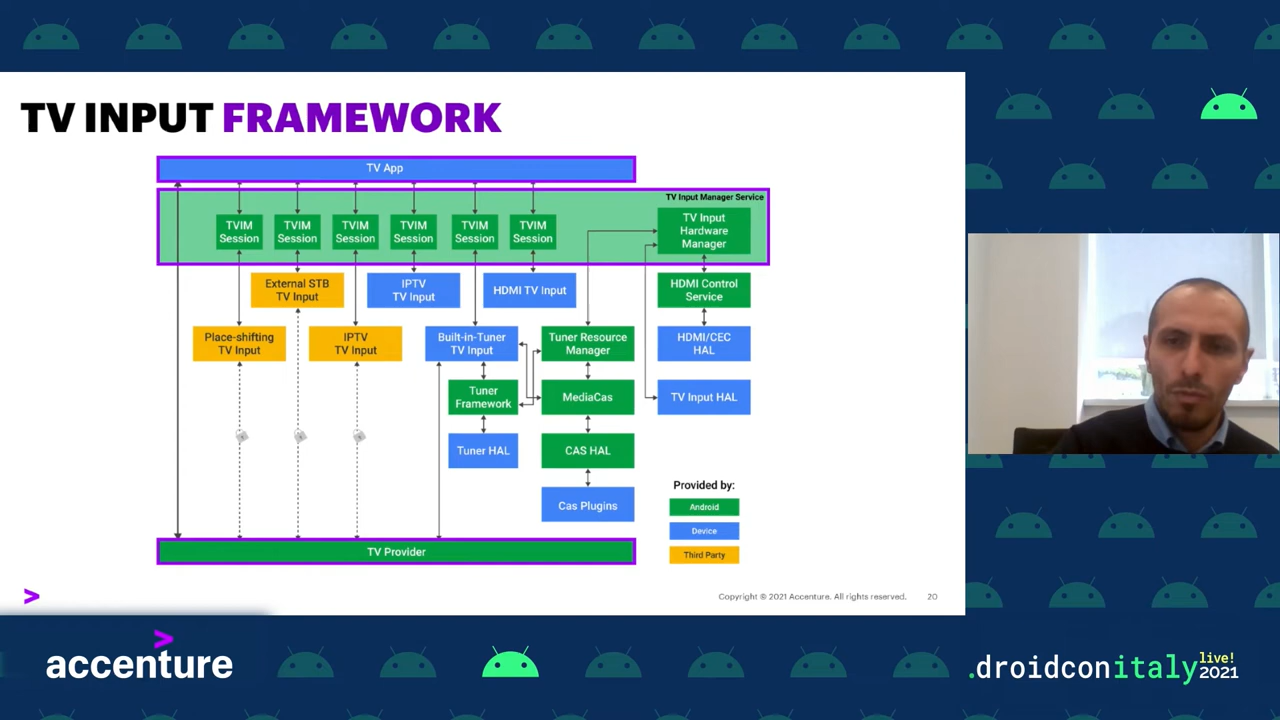 TV INPUT FRAMEWORK
TV App
TV Input Manager Service
TVIM
Session
TVIM
Session
TVIM
Session
TVIM
Session
TVIM
Session
TVIM
Session
TV Input
Hardware
Manager
External STB
TV Input
IPTV
TV Input
HDMI TV Input
HDMI Control
Service
Place-shifting
TV Input
IPTV
TV Input
Built-in-Tuner
TV Input
Tuner Resource
Manager
HDMI/CEC
HAL
Tuner
Framework
MediaCas
TV Input HAL
Tuner HAL
CAS HAL
Cas Plugins
Provided by:
Android
Device
Third Party
TV Provider
>
Copyright © 2021 Accenture. All rights reserved. 20
>
accenture
.droidconitaly live! 2021